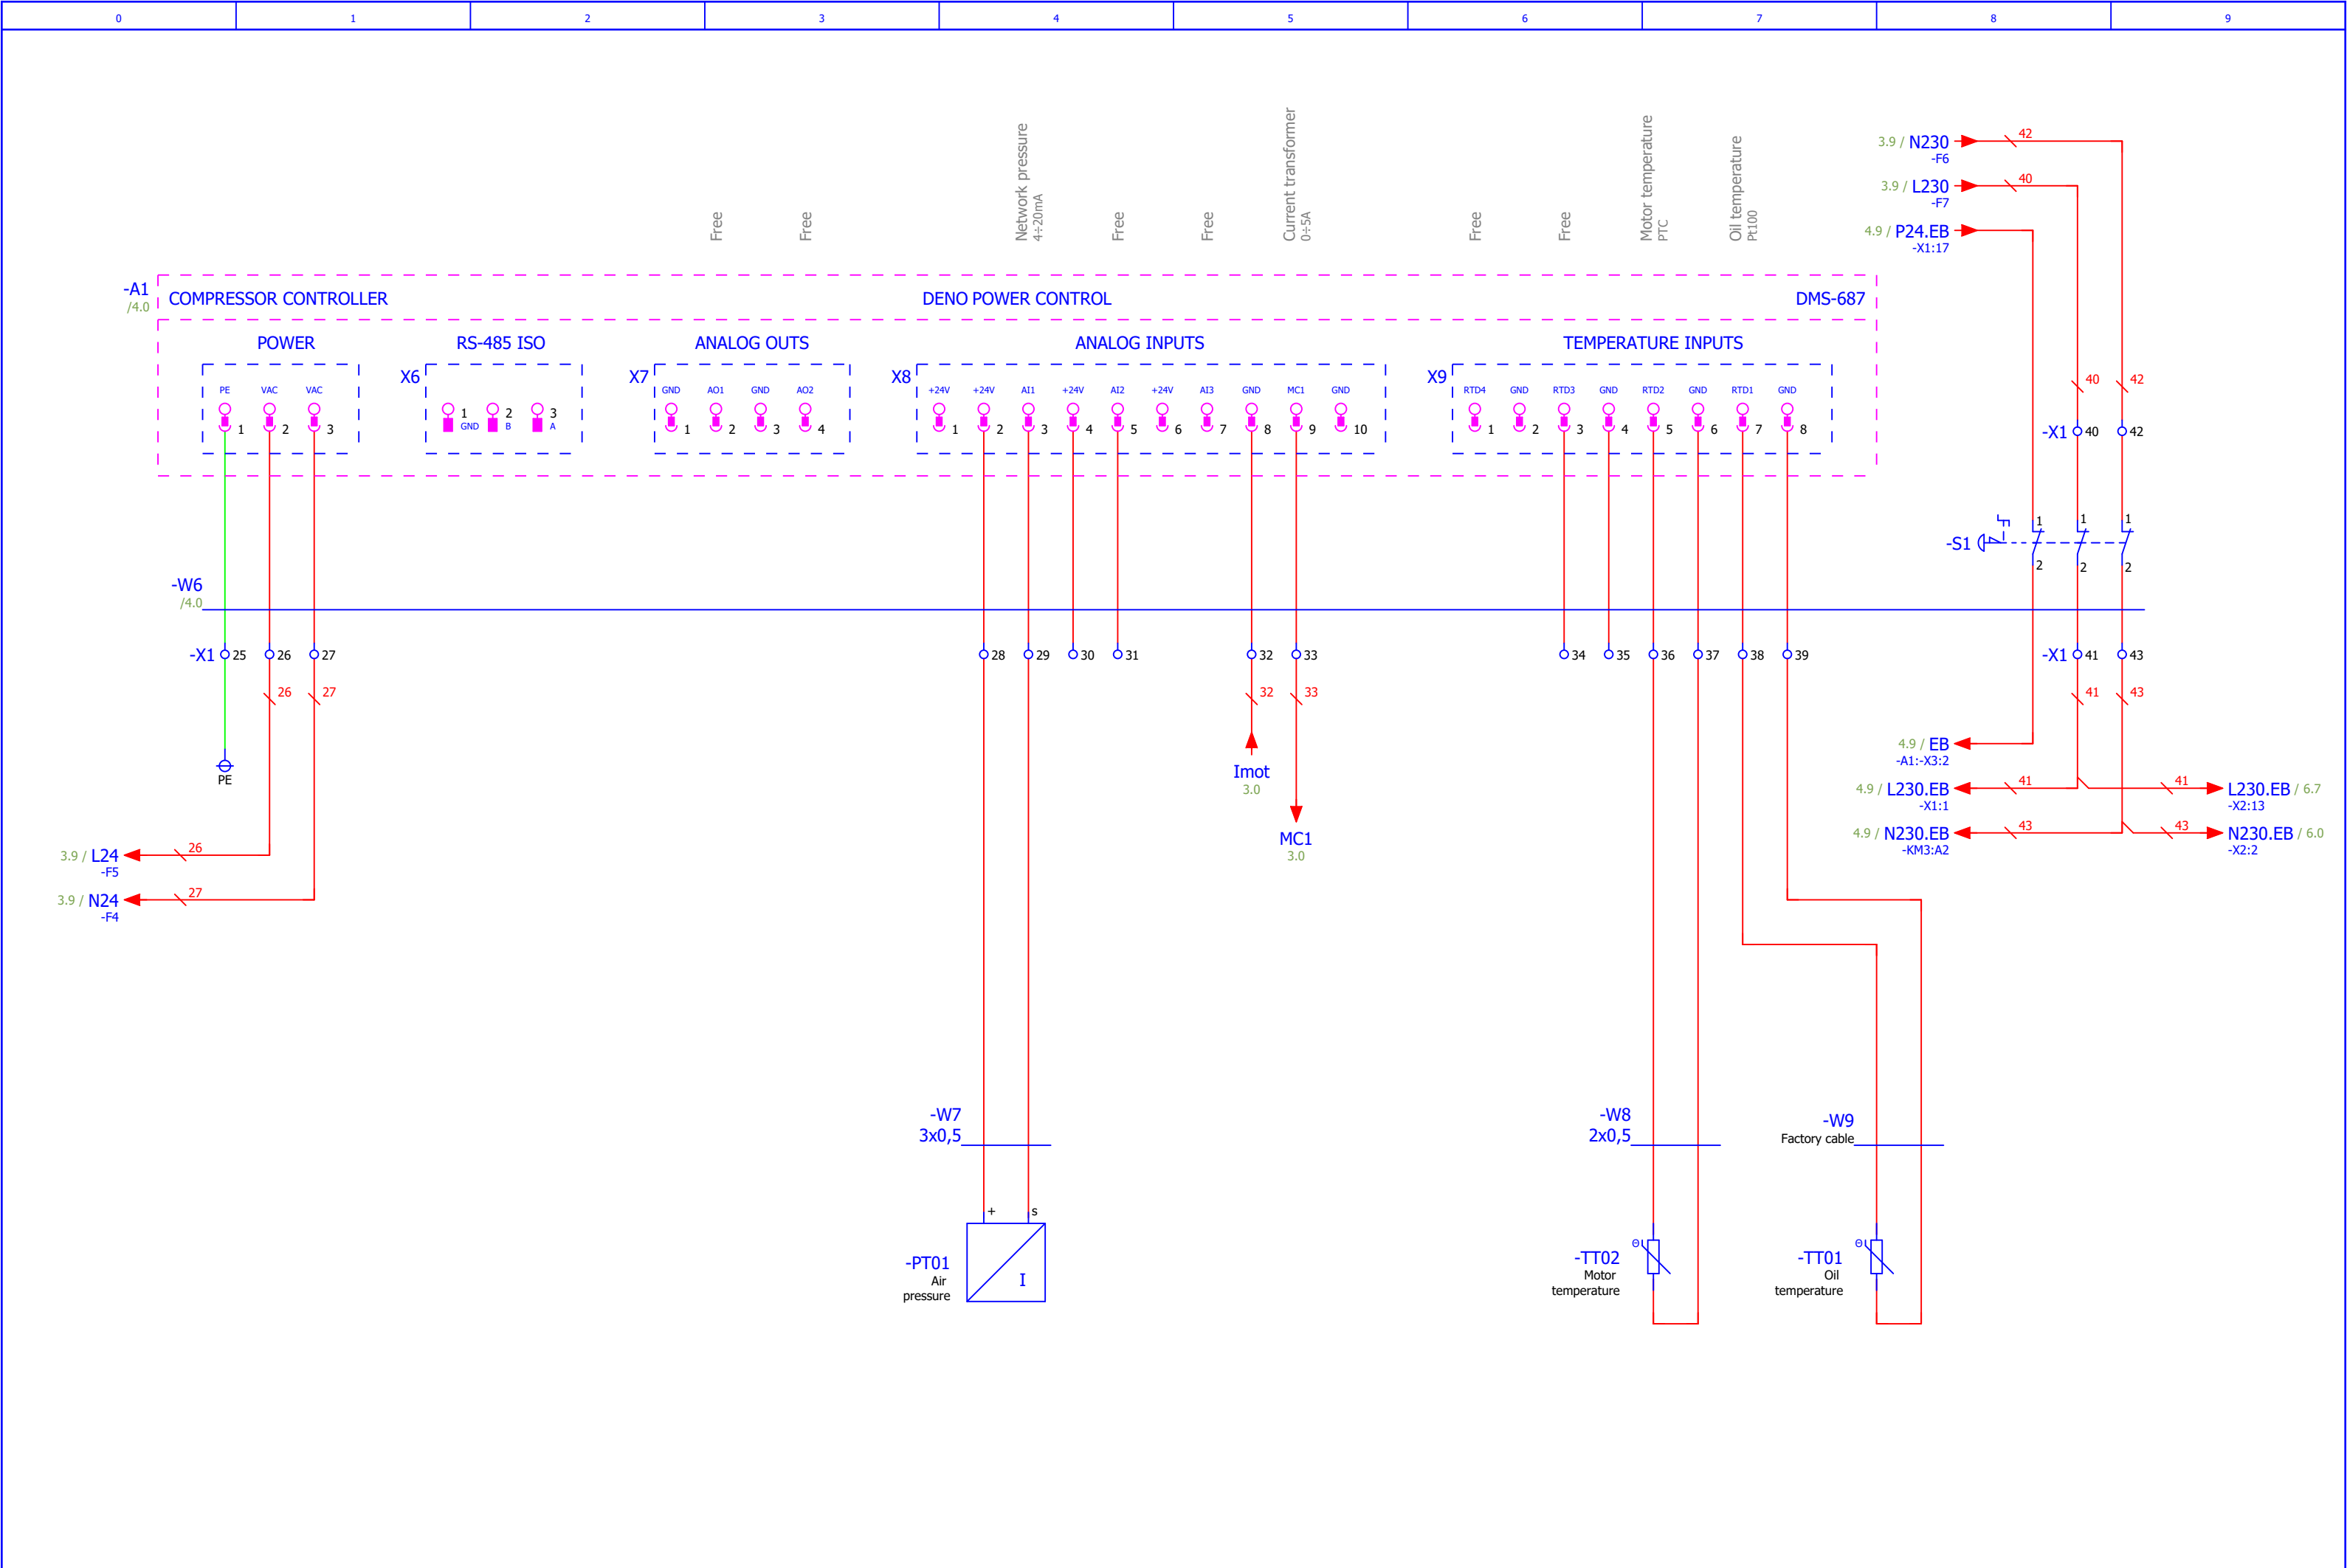 0 1 2 3 4 5 6 7 8 9
Free
Free
Network pressure
4÷20mA
Free
Free
Current transformer
0÷5A
Free
Free
Motor temperature
PTC
Oil temperature
Pt100
3.9 / N230
-F6
42
3.9 / L230
-F7
40
4.9 / P24.EB
-X1:17
-A1
/4.0
COMPRESSOR CONTROLLER
DENO POWER CONTROL
DMS-687
POWER
RS-485 ISO
ANALOG OUTS
ANALOG INPUTS
TEMPERATURE INPUTS
PE VAC VAC
1 2 3
X6
1 2 3
GND B A
X7
GND AO1 GND AO2
1 2 3 4
X8
+24V +24V AI1 +24V AI2 +24V AI3 GND MC1 GND
1 2 3 4 5 6 7 8 9 10
X9
RTD4 GND RTD3 GND RTD2 GND RTD1 GND
1 2 3 4 5 6 7 8
40 42
-X1 40 42
1 1 1
-S1
2 2 2
-W6
/4.0
-X1 25 26 27 28 29 30 31 32 33 34 35 36 37 38 39
-X1 41 43
26 27 32 33 41 43
PE
Imot
3.0
MC1
3.0
4.9 / EB
-A1:-X3:2
4.9 / L230.EB
-X1:1
41
41
L230.EB / 6.7
-X2:13
4.9 / N230.EB
-KM3:A2
43
43
N230.EB / 6.0
-X2:2
3.9 / L24
-F5
26
3.9 / N24
-F4
27
-W7
3x0,5
-W8
2x0,5
-W9
Factory cable
+ s
-PT01
Air
pressure
I
-TT02
Motor
temperature
Θ
-TT01
Oil
temperature
Θ